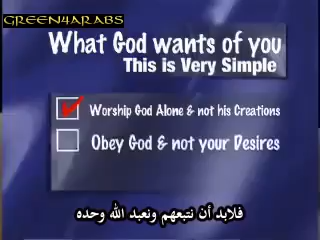 GREEN4ARABS
What God wants of you
This is Very Simple
Worship God Alone & not his Creations
Obey God & not your Desires
فلابد أن نتبعهم ونعبد الله وحده